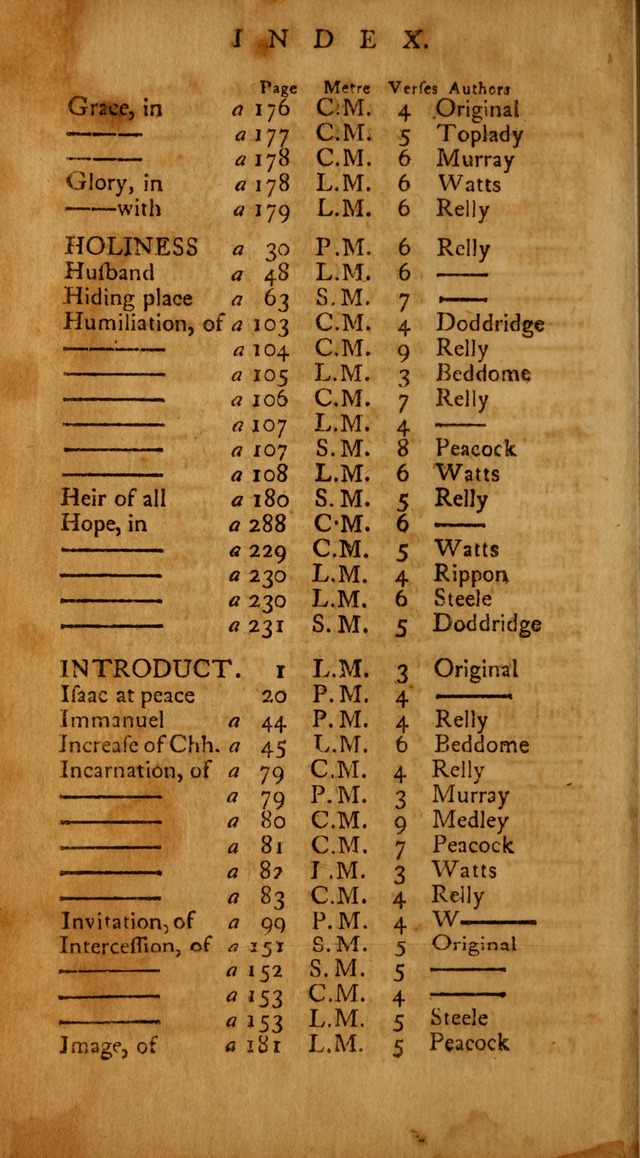 I N D E X.
Page Metre Verſes Authors
Grace, in a 176 C.M. 4 Original
——— a 177 C.M. 5 Toplady
——— a 178 C.M. 6 Murray
Glory, in a 178 L.M. 6 Watts
——with a 179 L.M. 6 Relly
HOLINESS a 30 P.M. 6 Relly
Huſband a 48 L.M. 6 ——
Hiding place a 63 S.M. 7 ——
Humiliation, of a 103 C.M. 4 Doddridge
———— a 104 C.M. 9 Relly
———— a 105 L.M. 3 Beddome
———— a 106 C.M. 7 Relly
———— a 107 L.M. 4 ——
———— a 107 S.M. 8 Peacock
———— a 108 L.M. 6 Watts
Heir of all a 180 S.M. 5 Relly
Hope, in a 288 C·M. 6 ——
———— a 229 C.M. 5 Watts
———— a 230 L.M. 4 Rippon
———— a 230 L.M. 6 Steele
———— a 231 S.M. 5 Doddridge
INTRODUCT. 1 L.M. 3 Original
Iſaac at peace 20 P.M. 4 ———
Immanuel a 44 P.M. 4 Relly
Increaſe of Chh. a 45 L.M. 6 Beddome
Incarnation, of a 79 C.M. 4 Relly
———— a 79 P.M. 3 Murray
———— a 80 C.M. 9 Medley
———— a 81 C.M. 7 Peacock
———— a 82 L.M. 3 Watts
———— a 83 C.M. 4 Relly
Invitation, of a 99 P.M. 4 W———
Interceſſion, of a 151 S.M. 5 Original
———— a 152 S.M. 5 ———
———— a 153 C.M. 4 ———
———— a 153 L.M. 5 Steele
Image, of a 181 L.M. 5 Peacock